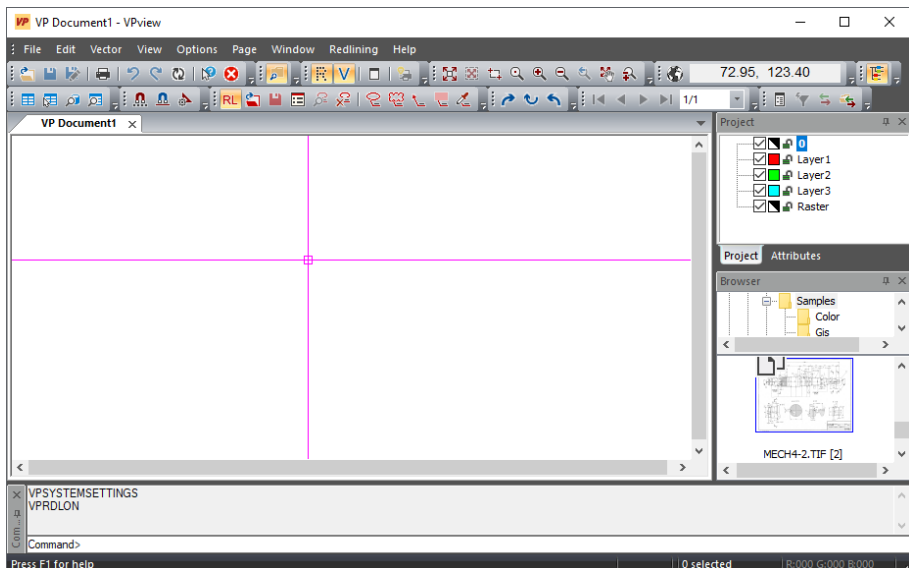 VP VP Document1 - VPview
File Edit Vector View Options Page Window Redlining Help
R V 72.95, 123.40
RL 1/1
VP Document1
Project
0
Layer1
Layer2
Layer3
Raster
Project Attributes
Browser
Samples
Color
Gis
MECH4-2.TIF [2]
VPSYSTEMSETTINGS
VPRDLON
Com...
Command>
Press F1 for help 0 selected R:000 G:000 B:000